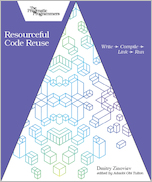 The
Pragmatic
Programmers
Resourceful
Code Reuse
Write ➤ Compile ➤
Link ➤ Run
Dmitry Zinoviev
edited by Adaobi Obi Tulton